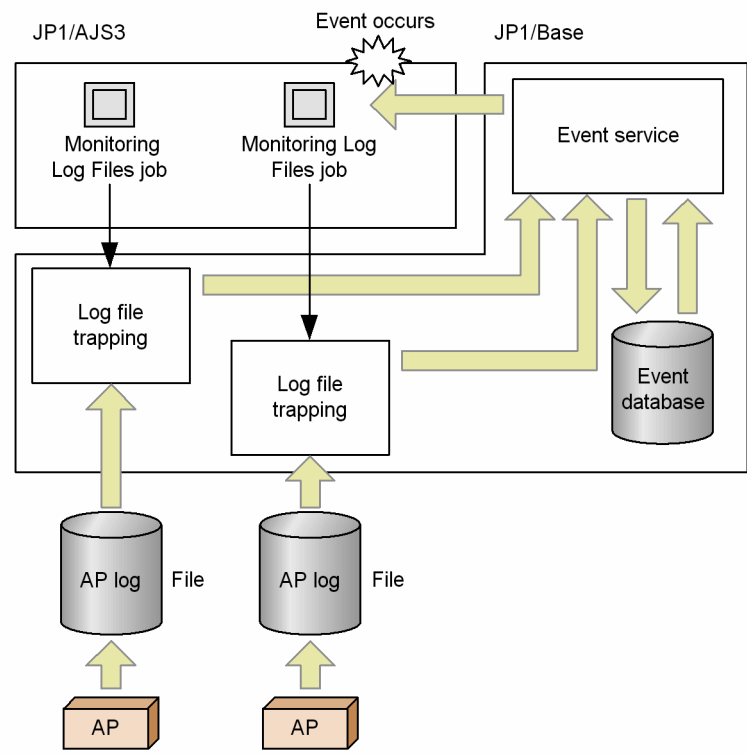 Event occurs
JP1/AJS3
JP1/Base
Monitoring
Log Files job
Monitoring Log
Files job
Event service
Log file
trapping
Log file
trapping
Event
database
AP log
File
AP log
File
AP
AP